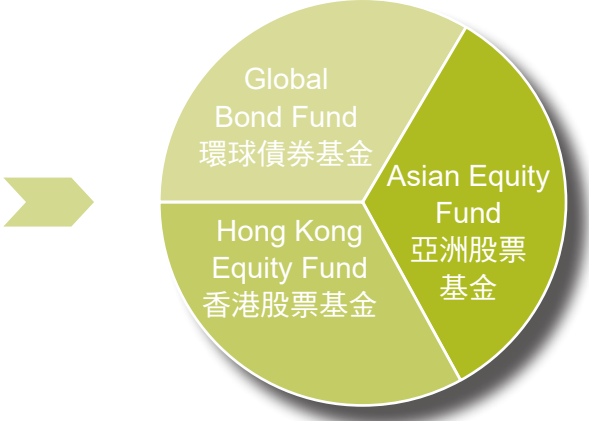 Global
Bond Fund
環球債券基金
Asian Equity
Fund
亞洲股票
基金
Hong Kong
Equity Fund
香港股票基金